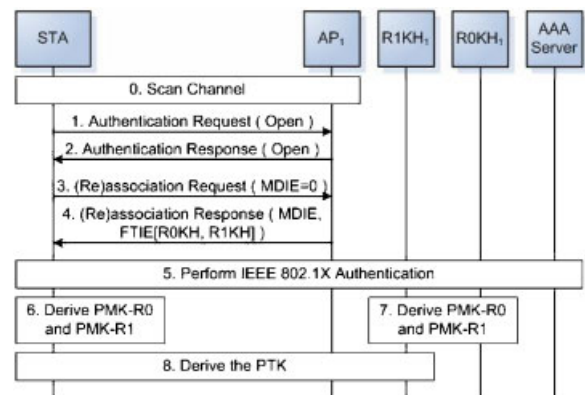 STA
AP1
R1KH1
R0KH1
AAA
Server
0. Scan Channel
1. Authentication Request ( Open )
2. Authentication Response ( Open )
3. (Re)association Request ( MDIE=0 )
4. (Re)association Response ( MDIE,
FTIE[R0KH, R1KH] )
5. Perform IEEE 802.1X Authentication
6. Derive PMK-R0
and PMK-R1
7. Derive PMK-R0
and PMK-R1
8. Derive the PTK